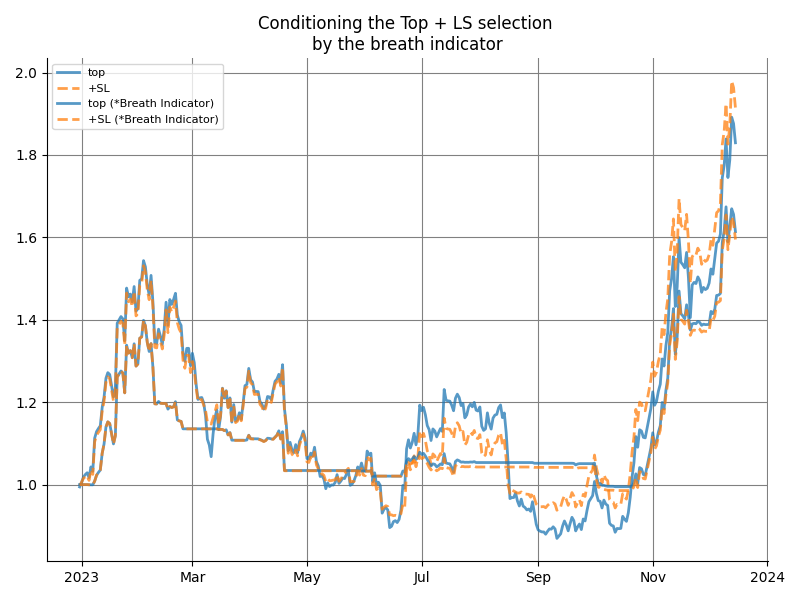 Conditioning the Top + LS selection
by the breath indicator
top
+SL
top (*Breath Indicator)
+SL (*Breath Indicator)
2.0
1.8
1.6
1.4
1.2
1.0
2023
Mar
May
Jul
Sep
Nov
2024